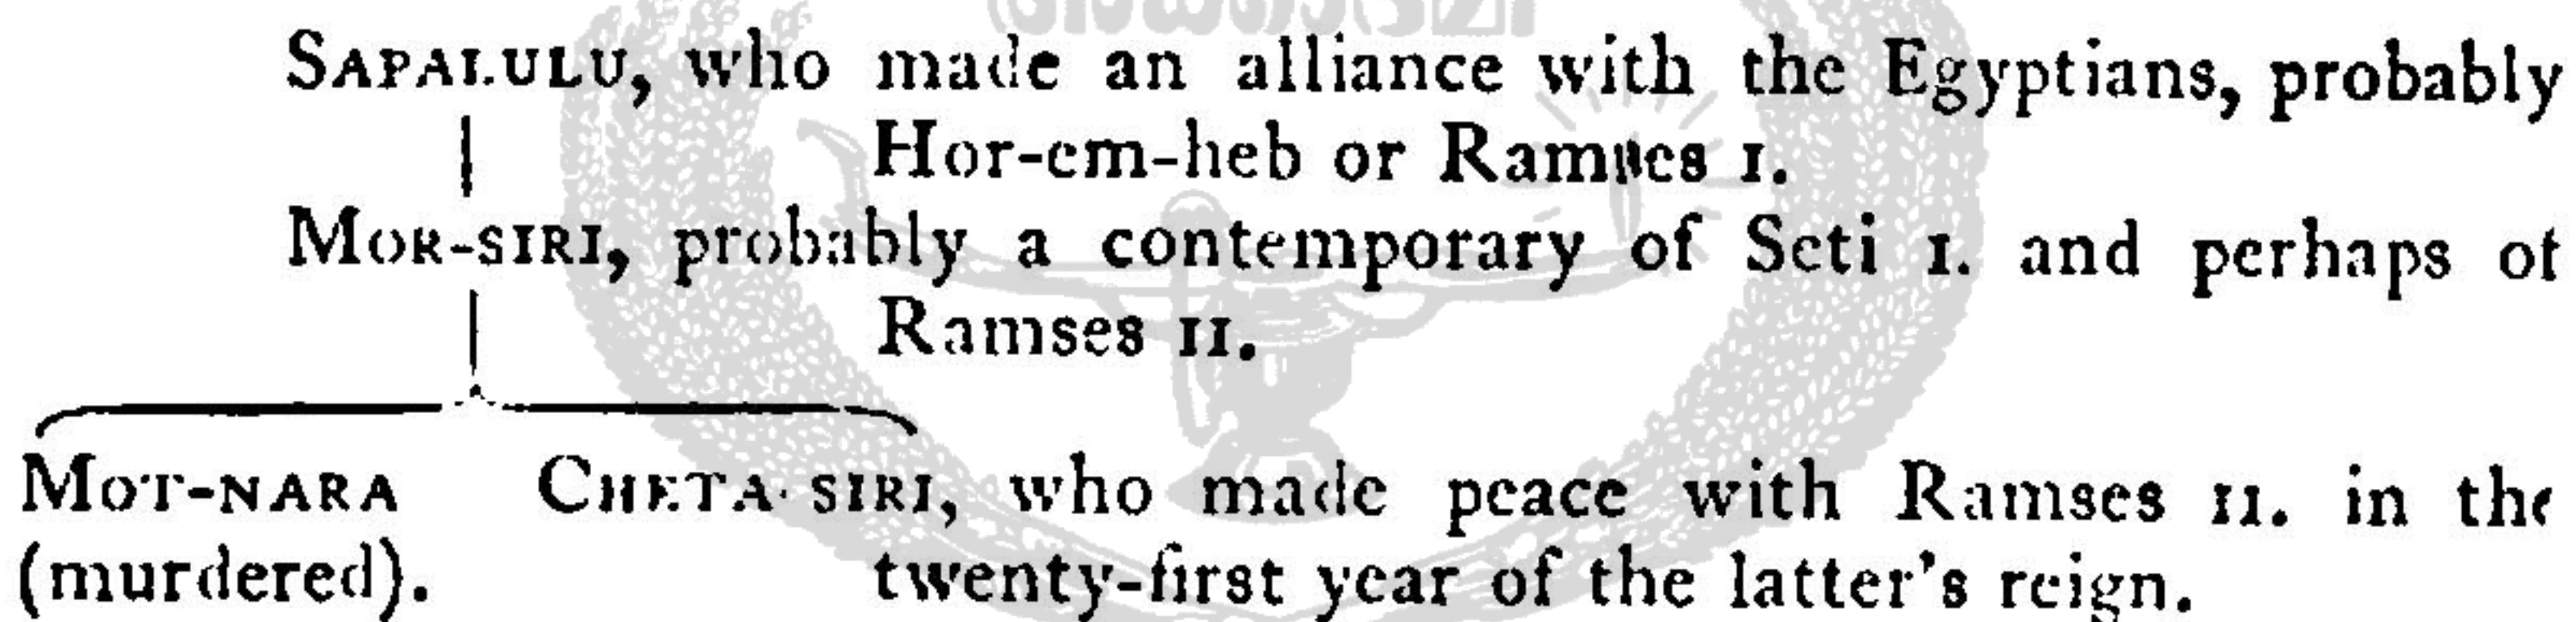 SAPALULU, who made an alliance with the Egyptians, probably
Hor-em-heb or Ramses I.
MOR-SIRI, probably a contemporary of Seti I. and perhaps of
Ramses II.
MOT-NARA CHETA-SIRI, who made peace with Ramses II. in the
(murdered). twenty-first year of the latter's reign.